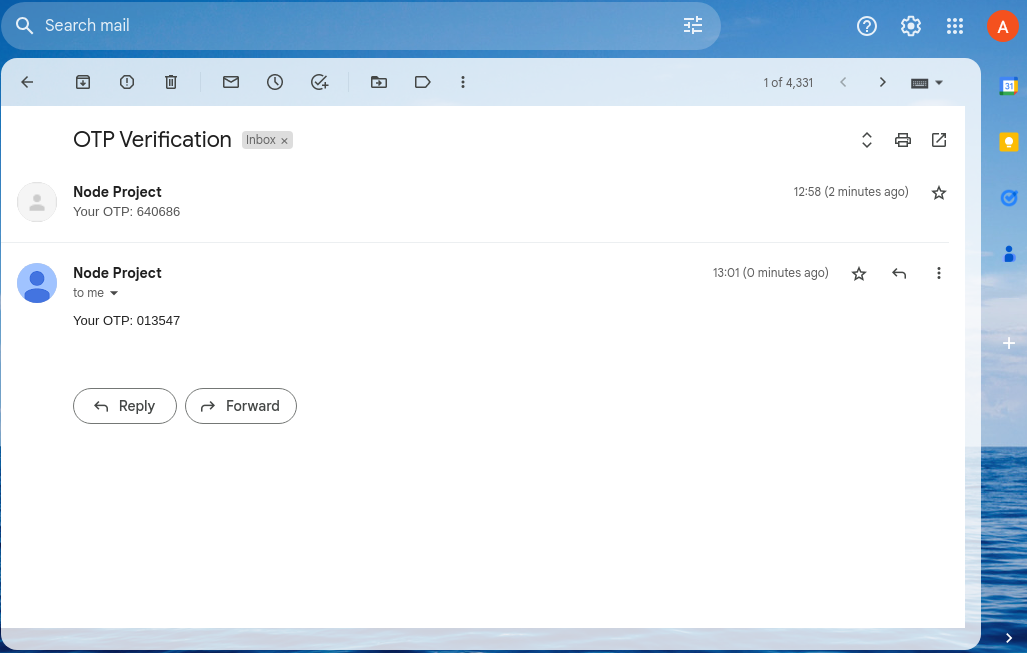 Search mail
A
1 of 4,331
31
OTP Verification
Inbox ×
Node Project
12:58 (2 minutes ago)
Your OTP: 640686
Node Project
13:01 (0 minutes ago)
to me
Your OTP: 013547
Reply
Forward